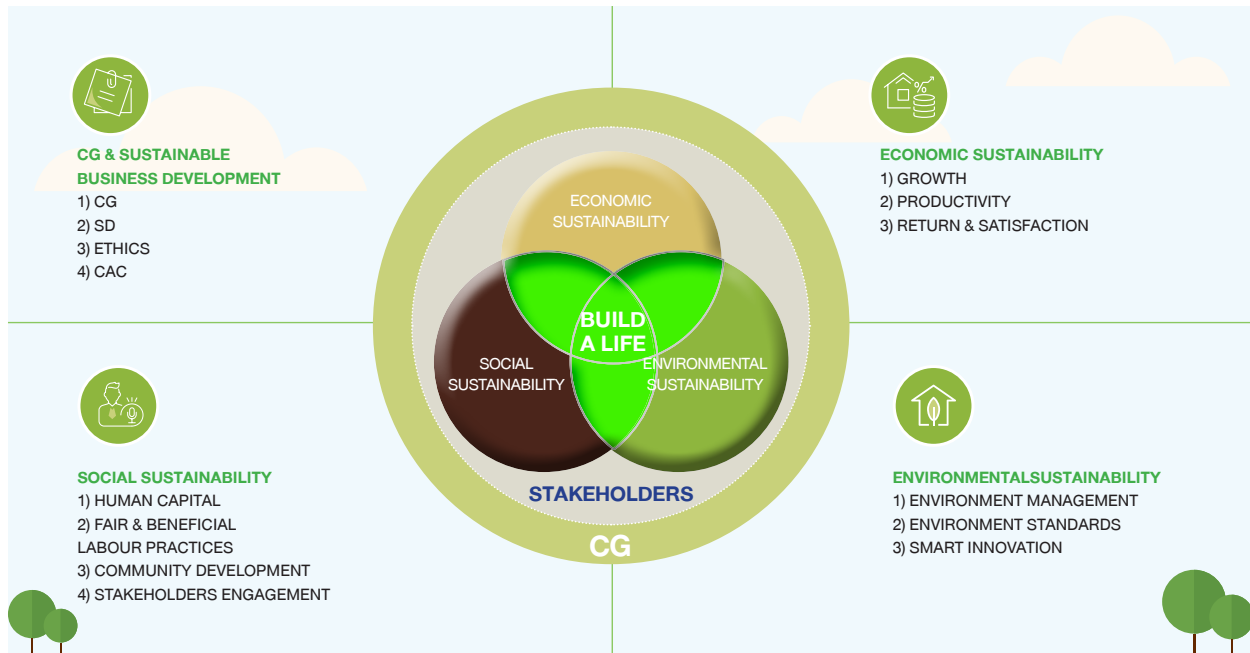 CG & SUSTAINABLE
BUSINESS DEVELOPMENT
1) CG
2) SD
3) ETHICS
4) CAC
ECONOMIC SUSTAINABILITY
1) GROWTH
2) PRODUCTIVITY
3) RETURN & SATISFACTION
ECONOMIC
SUSTAINABILITY
BUILD
A LIFE
SOCIAL
SUSTAINABILITY
ENVIRONMENTAL
SUSTAINABILITY
STAKEHOLDERS
CG
SOCIAL SUSTAINABILITY
1) HUMAN CAPITAL
2) FAIR & BENEFICIAL
LABOUR PRACTICES
3) COMMUNITY DEVELOPMENT
4) STAKEHOLDERS ENGAGEMENT
ENVIRONMENTALSUSTAINABILITY
1) ENVIRONMENT MANAGEMENT
2) ENVIRONMENT STANDARDS
3) SMART INNOVATION
%